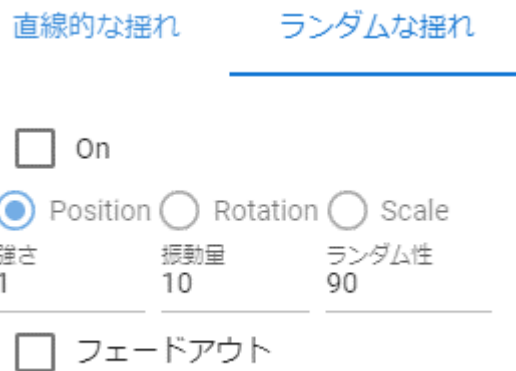 直線的な揺れ ランダムな揺れ
On
Position Rotation Scale
強さ 振動量 ランダム性
1 10 90
フェードアウト